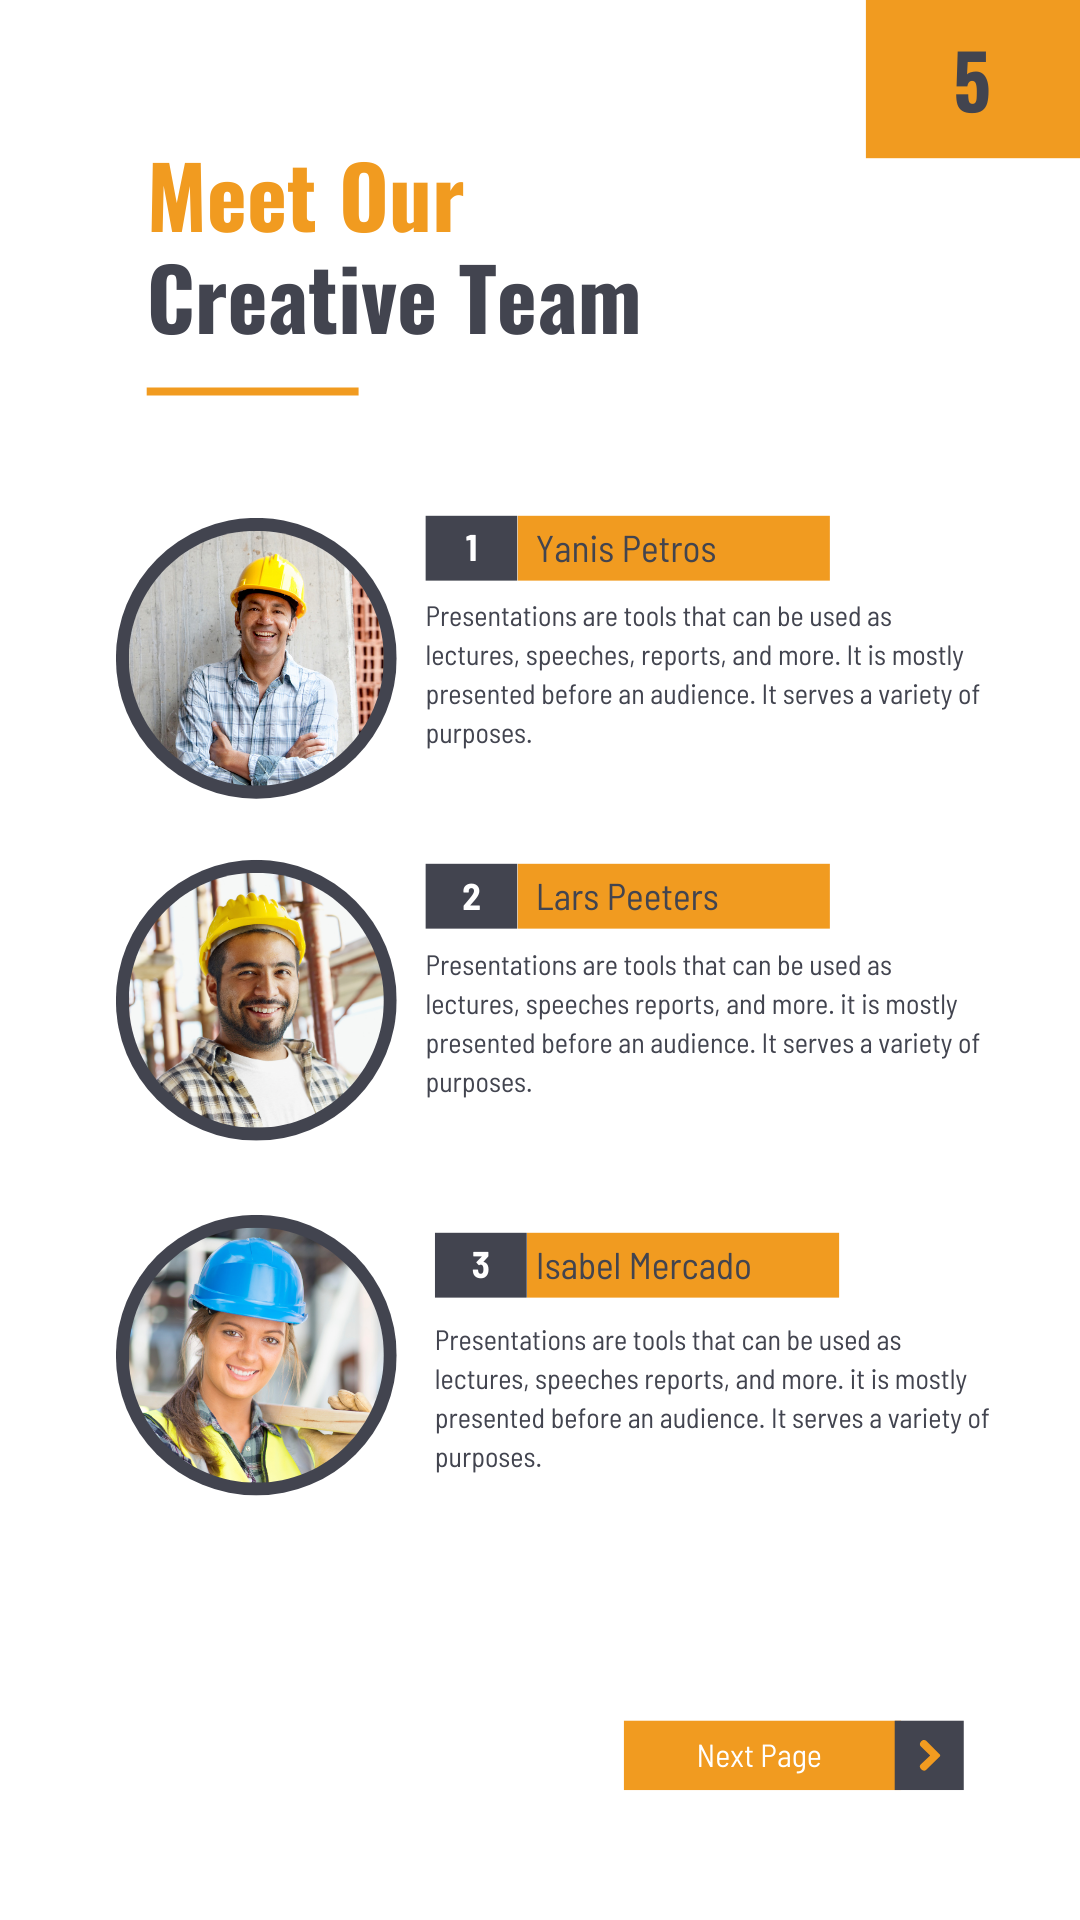 5
Meet Our
Creative Team
1 Yanis Petros
Presentations are tools that can be used as
lectures, speeches, reports, and more. It is mostly
presented before an audience. It serves a variety of
purposes.
2 Lars Peeters
Presentations are tools that can be used as
lectures, speeches reports, and more. it is mostly
presented before an audience. It serves a variety of
purposes.
3 Isabel Mercado
Presentations are tools that can be used as
lectures, speeches reports, and more. it is mostly
presented before an audience. It serves a variety of
purposes.
Next Page